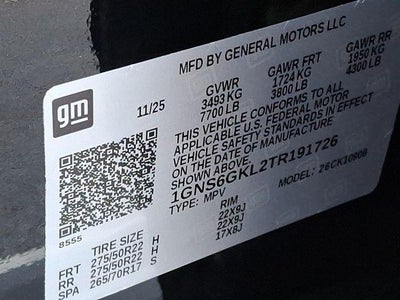 gm
MFD BY GENERAL MOTORS LLC
11/25
GVWR GAWR FRT GAWR RR
3493 KG 1724 KG 1950 KG
7700 LB 3800 LB 4300 LB
THIS VEHICLE CONFORMS TO ALL
APPLICABLE U.S. FEDERAL MOTOR
VEHICLE SAFETY STANDARDS IN EFFECT
ON THE DATE OF MANUFACTURE
SHOWN ABOVE.
1GNS6GKL2TR191726
TYPE: MPV MODEL: Z6CK10906
8555
TIRE SIZE RIM
FRT 275/50R22 H 22X9J
RR 275/50R22 H 22X9J
SPA 265/70R17 S 17X8J